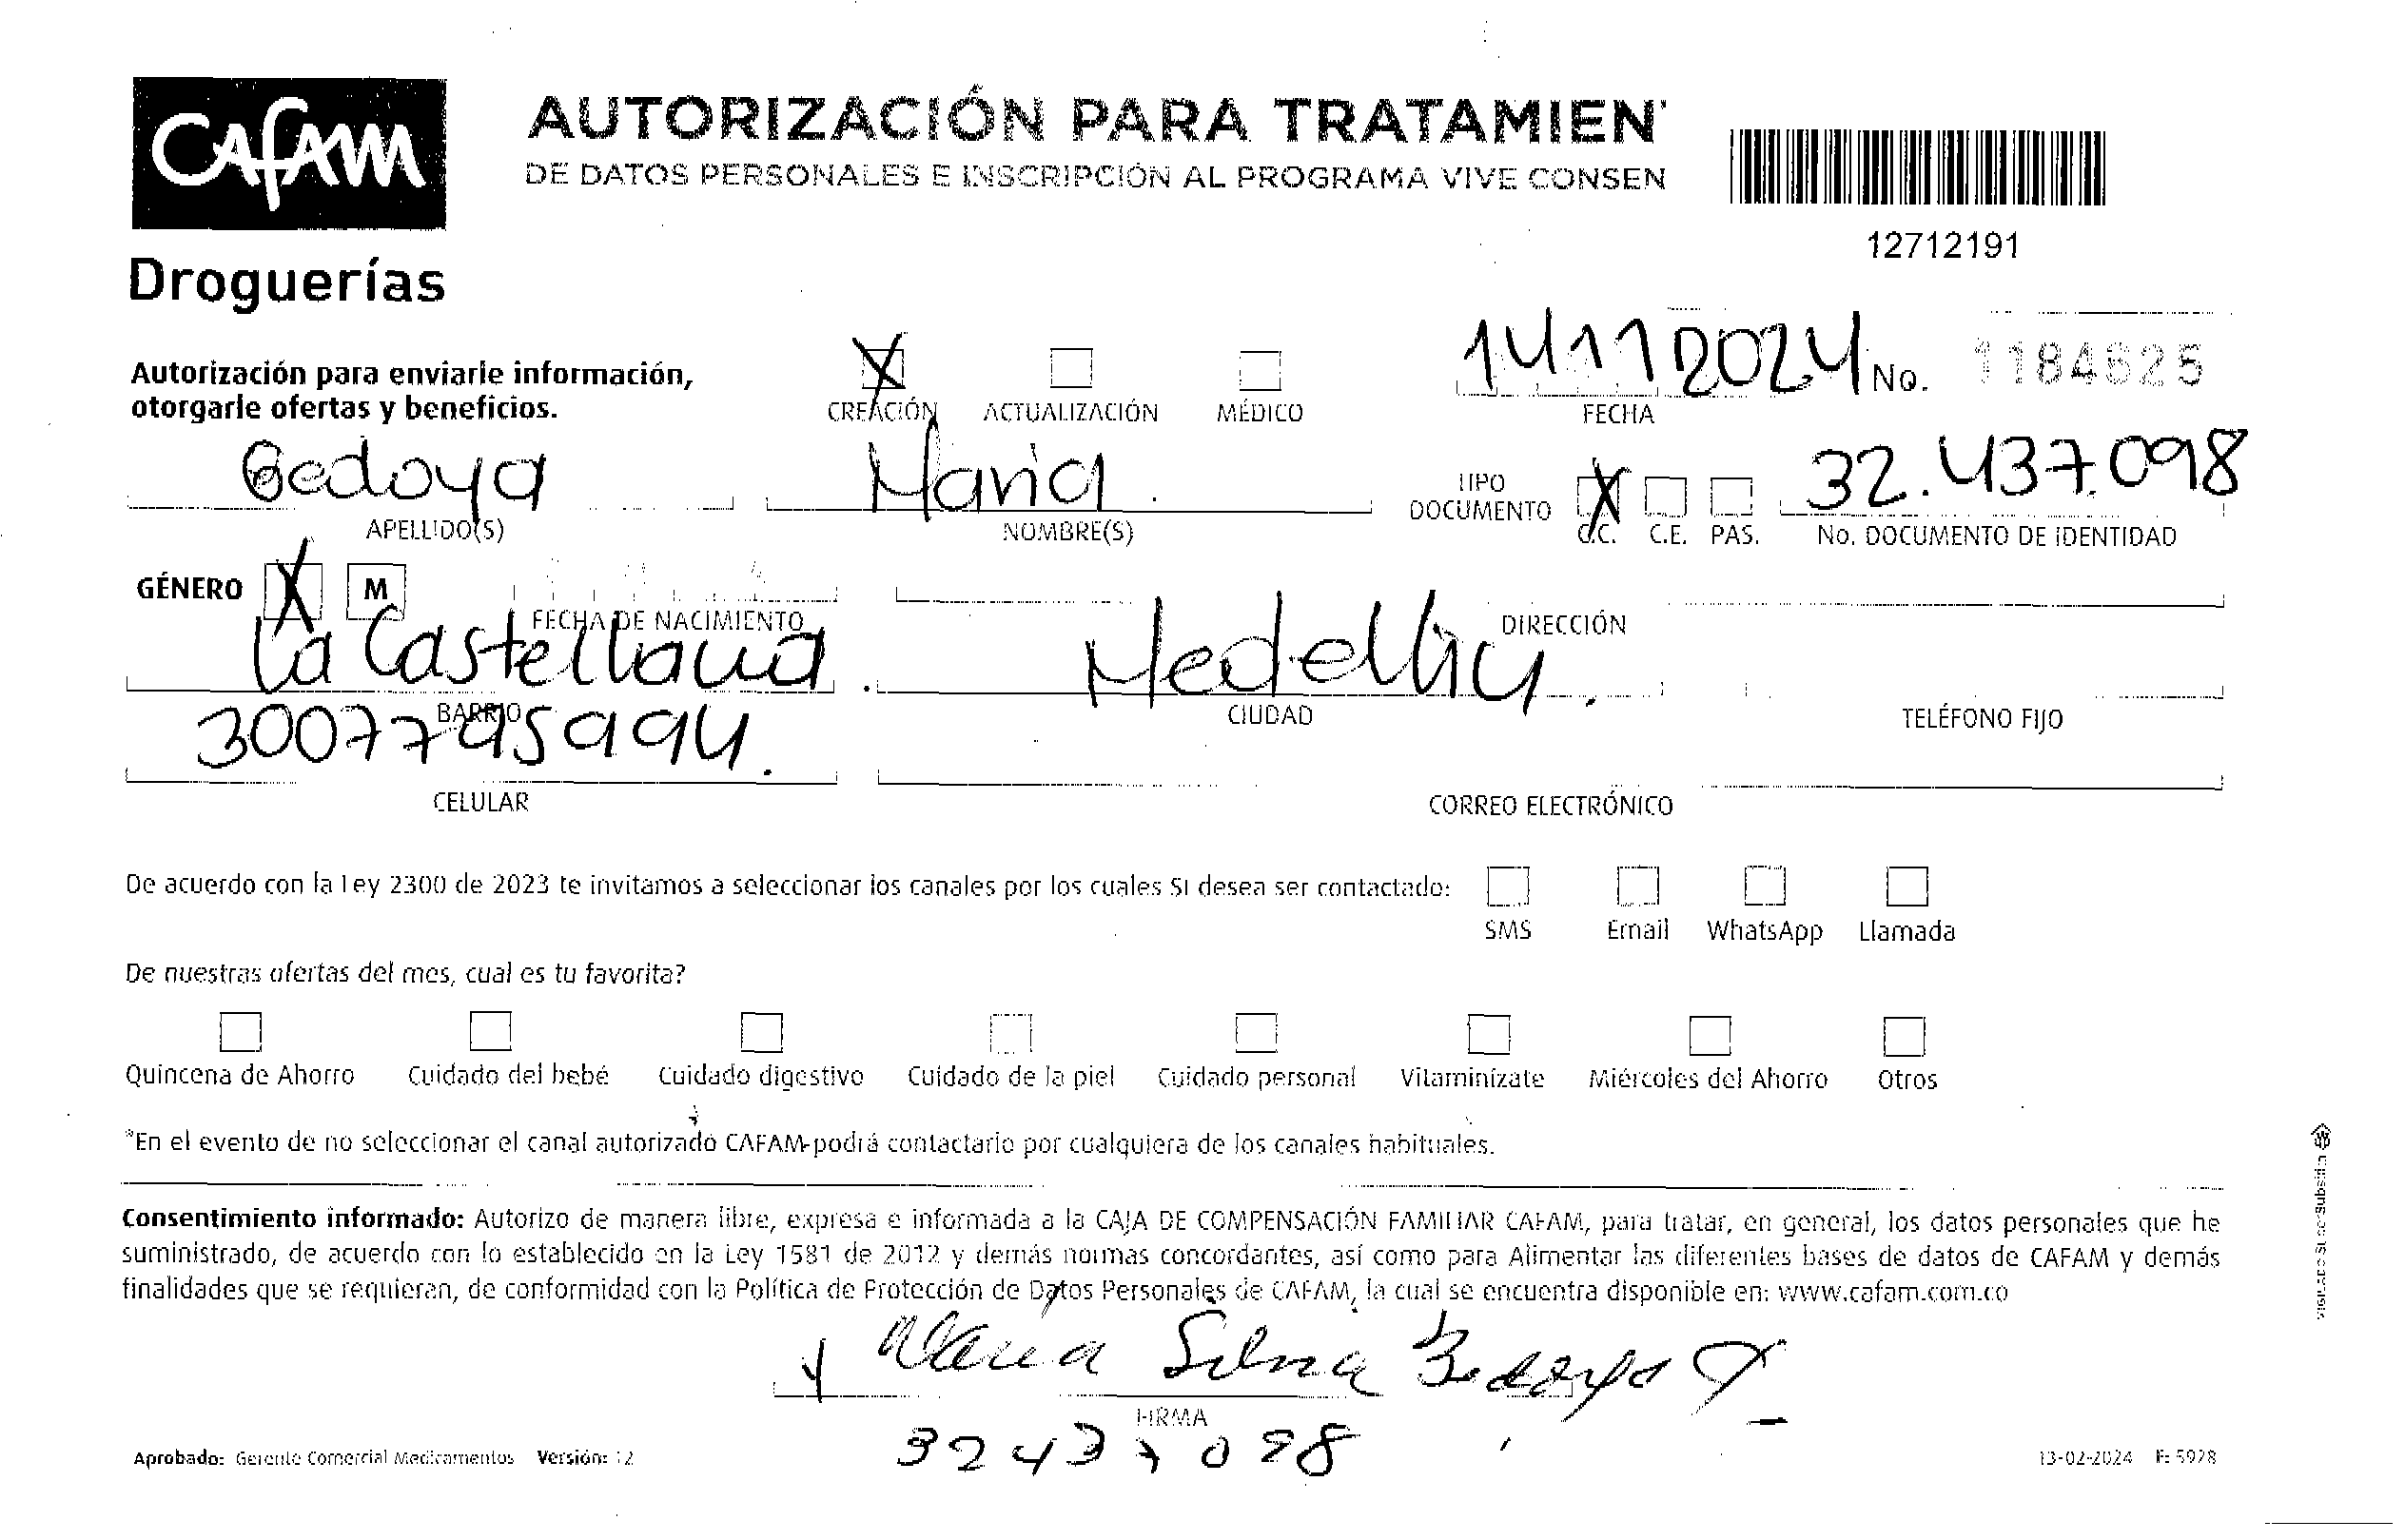 CAFAM
Droguerías
AUTORIZACIÓN PARA TRATAMIEN
DE DATOS PERSONALES E INSCRIPCIÓN AL PROGRAMA VIVE CONSEN
12712191
Autorización para enviarle información,
otorgarle ofertas y beneficios.
CREACIÓN ACTUALIZACIÓN MÉDICO
14112024
FECHA
No. 1184625
Bedoya
APELLIDO(S)
Maria
NOMBRE(S)
TIPO
DOCUMENTO
C.C. C.E. PAS.
32.437.098
No. DOCUMENTO DE IDENTIDAD
GÉNERO M
FECHA DE NACIMIENTO
DIRECCIÓN
La Castellana
BARRIO
Medellin
CIUDAD
TELÉFONO FIJO
3007795994
CELULAR
CORREO ELECTRÓNICO
De acuerdo con la ley 2300 de 2023 te invitamos a seleccionar los canales por los cuales SI desea ser contactado:
SMS Email WhatsApp Llamada
De nuestras ofertas del mes, cual es tu favorita?
Quincena de Ahorro Cuidado del bebé Cuidado digestivo Cuidado de la piel Cuidado personal Vitaminízate Miércoles del Ahorro Otros
*En el evento de no seleccionar el canal autorizado CAFAM podrá contactarlo por cualquiera de los canales habituales.
Consentimiento informado: Autorizo de manera libre, expresa e informada a la CAJA DE COMPENSACIÓN FAMILIAR CAFAM, para tratar, en general, los datos personales que he
suministrado, de acuerdo con lo establecido en la Ley 1581 de 2012 y demás normas concordantes, así como para Alimentar las diferentes bases de datos de CAFAM y demás
finalidades que se requieran, de conformidad con la Política de Protección de Datos Personales de CAFAM, la cual se encuentra disponible en: www.cafam.com.co
Maria Silvia Bedoya
FIRMA
32437098
Aprobado: Gerente Comercial Medicamentos Versión: 12
13-02-2024 F: 5978